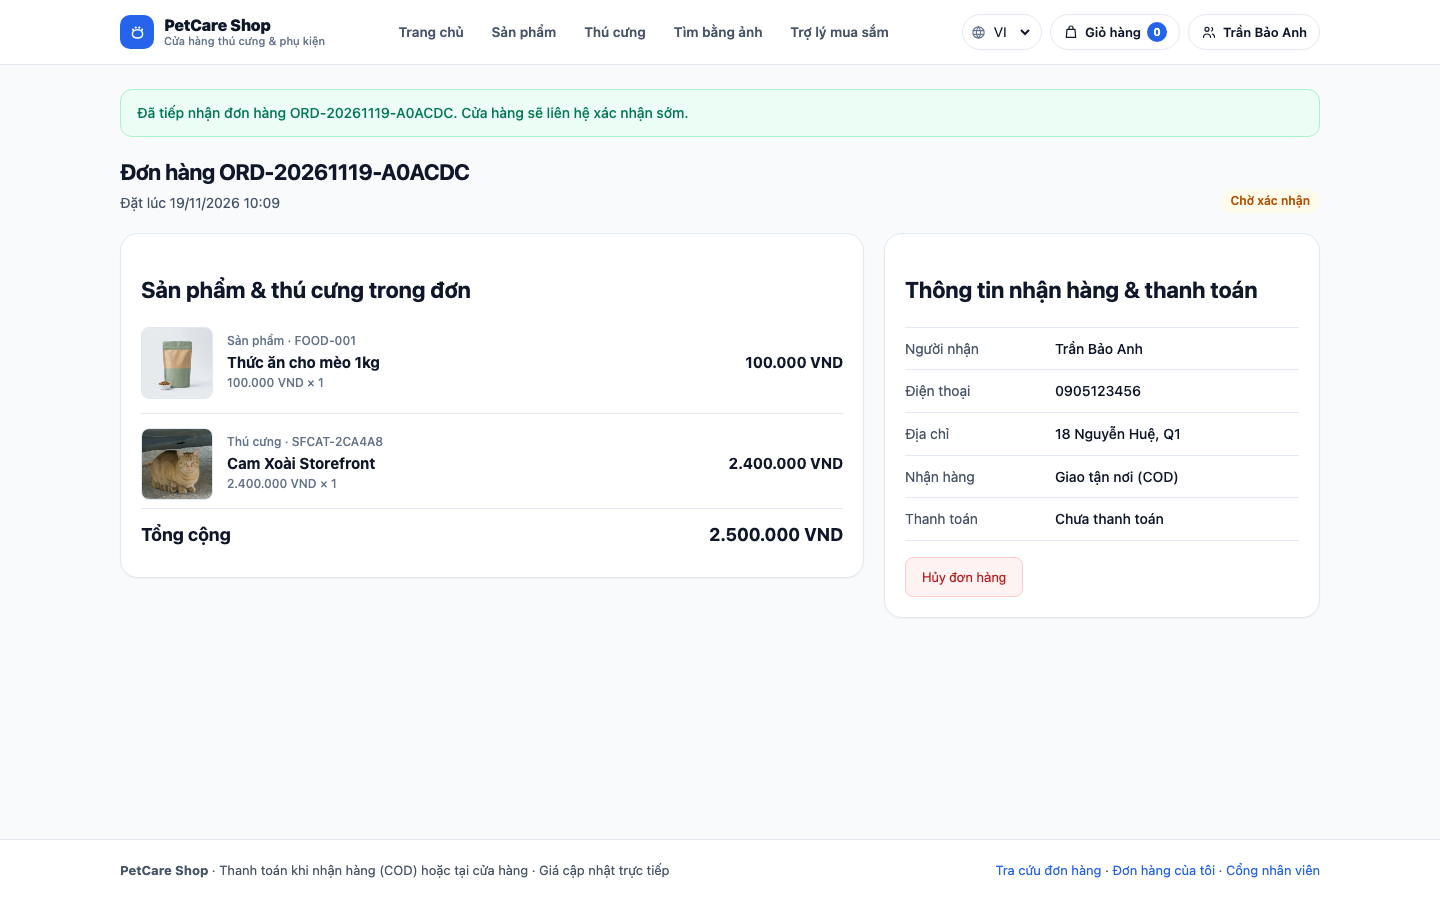 PetCare Shop
Cửa hàng thú cưng & phụ kiện
Trang chủ
Sản phẩm
Thú cưng
Tìm bằng ảnh
Trợ lý mua sắm
VI
Giỏ hàng 0
Trần Bảo Anh
Đã tiếp nhận đơn hàng ORD-20261119-A0ACDC. Cửa hàng sẽ liên hệ xác nhận sớm.
Đơn hàng ORD-20261119-A0ACDC
Đặt lúc 19/11/2026 10:09
Chờ xác nhận
Sản phẩm & thú cưng trong đơn
Sản phẩm · FOOD-001
Thức ăn cho mèo 1kg
100.000 VND × 1
100.000 VND
Thú cưng · SFCAT-2CA4A8
Cam Xoài Storefront
2.400.000 VND × 1
2.400.000 VND
Tổng cộng
2.500.000 VND
Thông tin nhận hàng & thanh toán
Người nhận
Trần Bảo Anh
Điện thoại
0905123456
Địa chỉ
18 Nguyễn Huệ, Q1
Nhận hàng
Giao tận nơi (COD)
Thanh toán
Chưa thanh toán
Hủy đơn hàng
PetCare Shop · Thanh toán khi nhận hàng (COD) hoặc tại cửa hàng · Giá cập nhật trực tiếp
Tra cứu đơn hàng · Đơn hàng của tôi · Cổng nhân viên